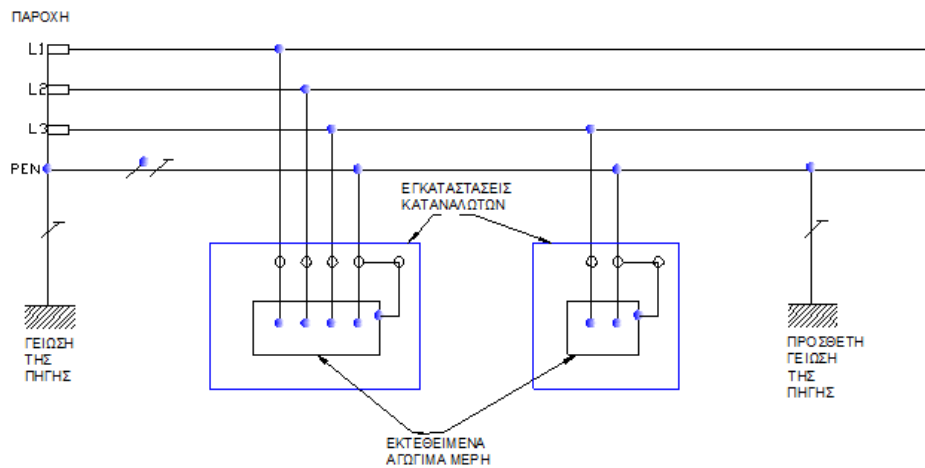 ΠΑΡΟΧΗ
L1
L2
L3
PEN
ΕΓΚΑΤΑΣΤΑΣΕΙΣ
ΚΑΤΑΝΑΛΩΤΩΝ
ΓΕΙΩΣΗ
ΤΗΣ
ΠΗΓΗΣ
ΠΡΟΣΘΕΤΗ
ΓΕΙΩΣΗ
ΤΗΣ
ΠΗΓΗΣ
ΕΚΤΕΘΕΙΜΕΝΑ
ΑΓΩΓΙΜΑ ΜΕΡΗ